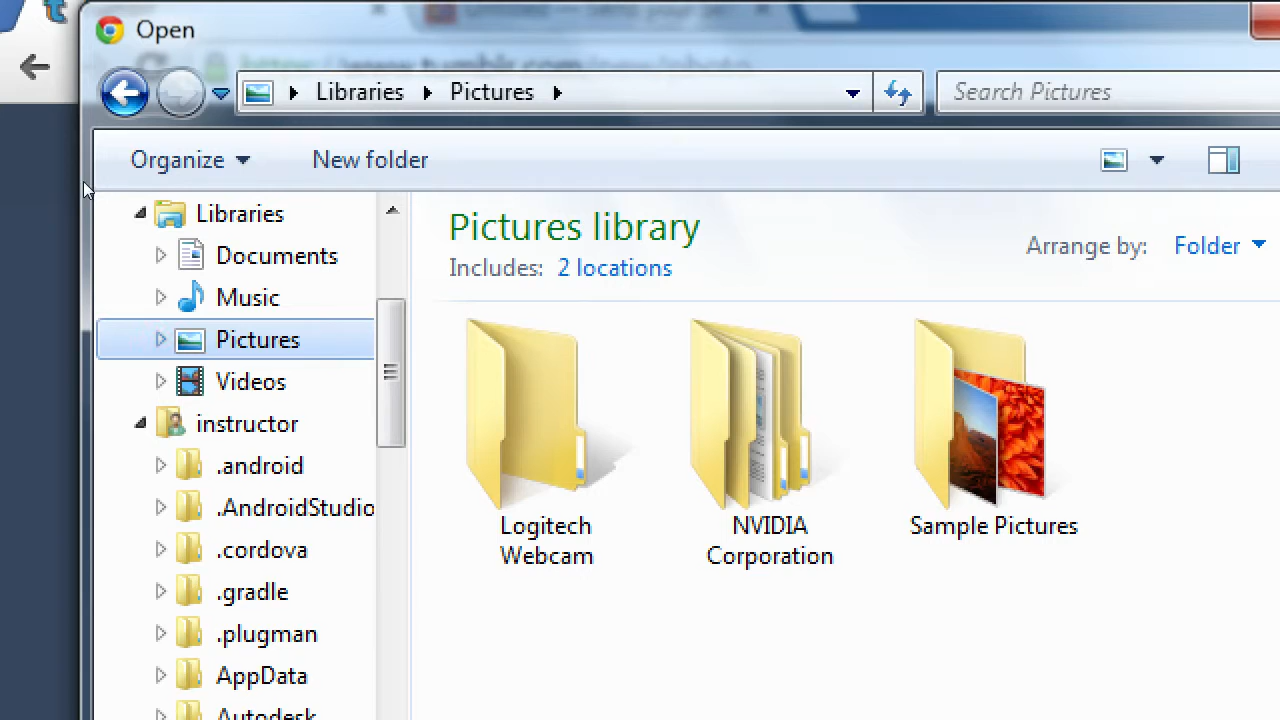 Open
Libraries Pictures
Search Pictures
Organize New folder
Libraries
Documents
Music
Pictures
Videos
instructor
.android
.AndroidStudio
.cordova
.gradle
.plugman
AppData
Autodesk
Pictures library
Includes: 2 locations
Arrange by: Folder
Logitech
Webcam
NVIDIA
Corporation
Sample Pictures